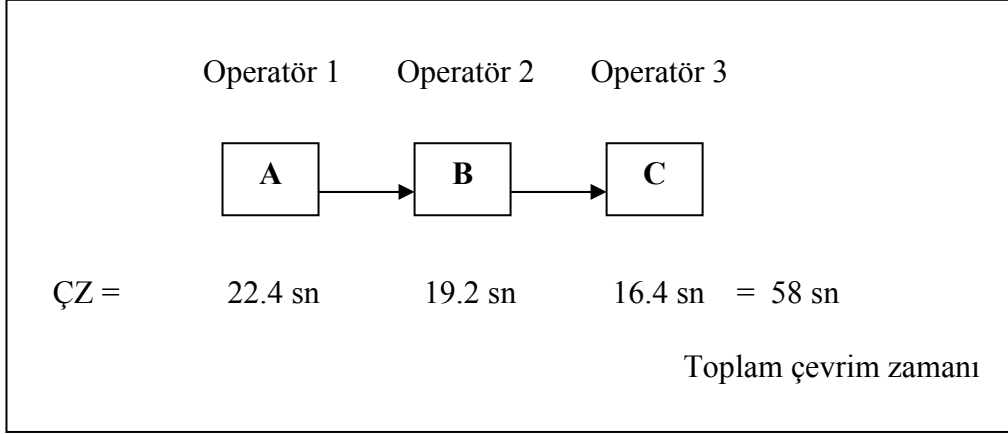 Operatör 1 Operatör 2 Operatör 3
A B C
ÇZ = 22.4 sn 19.2 sn 16.4 sn = 58 sn
Toplam çevrim zamanı